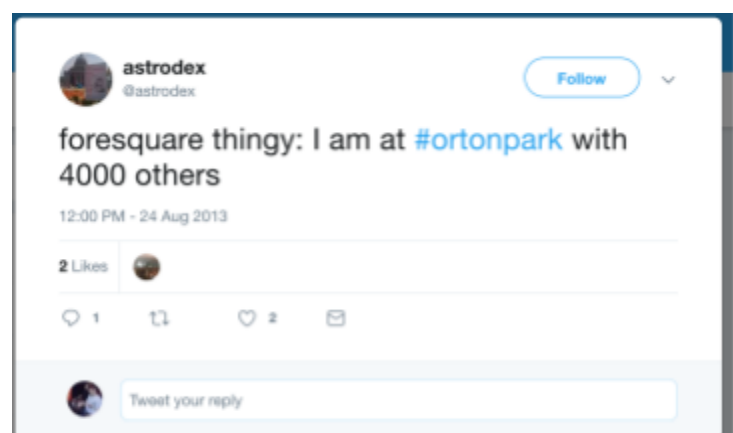 astrodex
@astrodex
Follow
foresquare thingy: I am at #ortonpark with
4000 others
12:00 PM - 24 Aug 2013
2 Likes
1
2
Tweet your reply